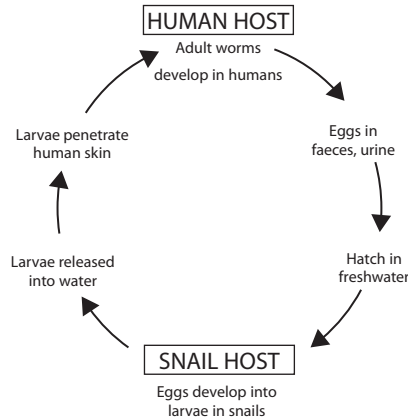 HUMAN HOST
Adult worms
develop in humans
Eggs in
faeces, urine
Hatch in
freshwater
SNAIL HOST
Eggs develop into
larvae in snails
Larvae released
into water
Larvae penetrate
human skin